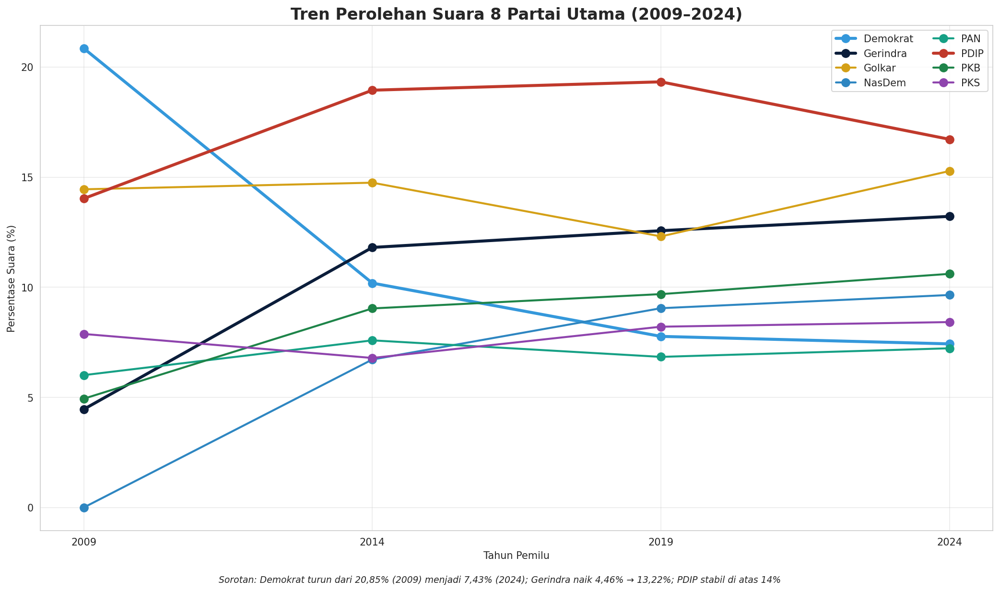 Tren Perolehan Suara 8 Partai Utama (2009–2024)
Demokrat
Gerindra
Golkar
NasDem
PAN
PDIP
PKB
PKS
Persentase Suara (%)
20
15
10
5
0
2009
2014
2019
2024
Tahun Pemilu
Sorotan: Demokrat turun dari 20,85% (2009) menjadi 7,43% (2024); Gerindra naik 4,46% → 13,22%; PDIP stabil di atas 14%